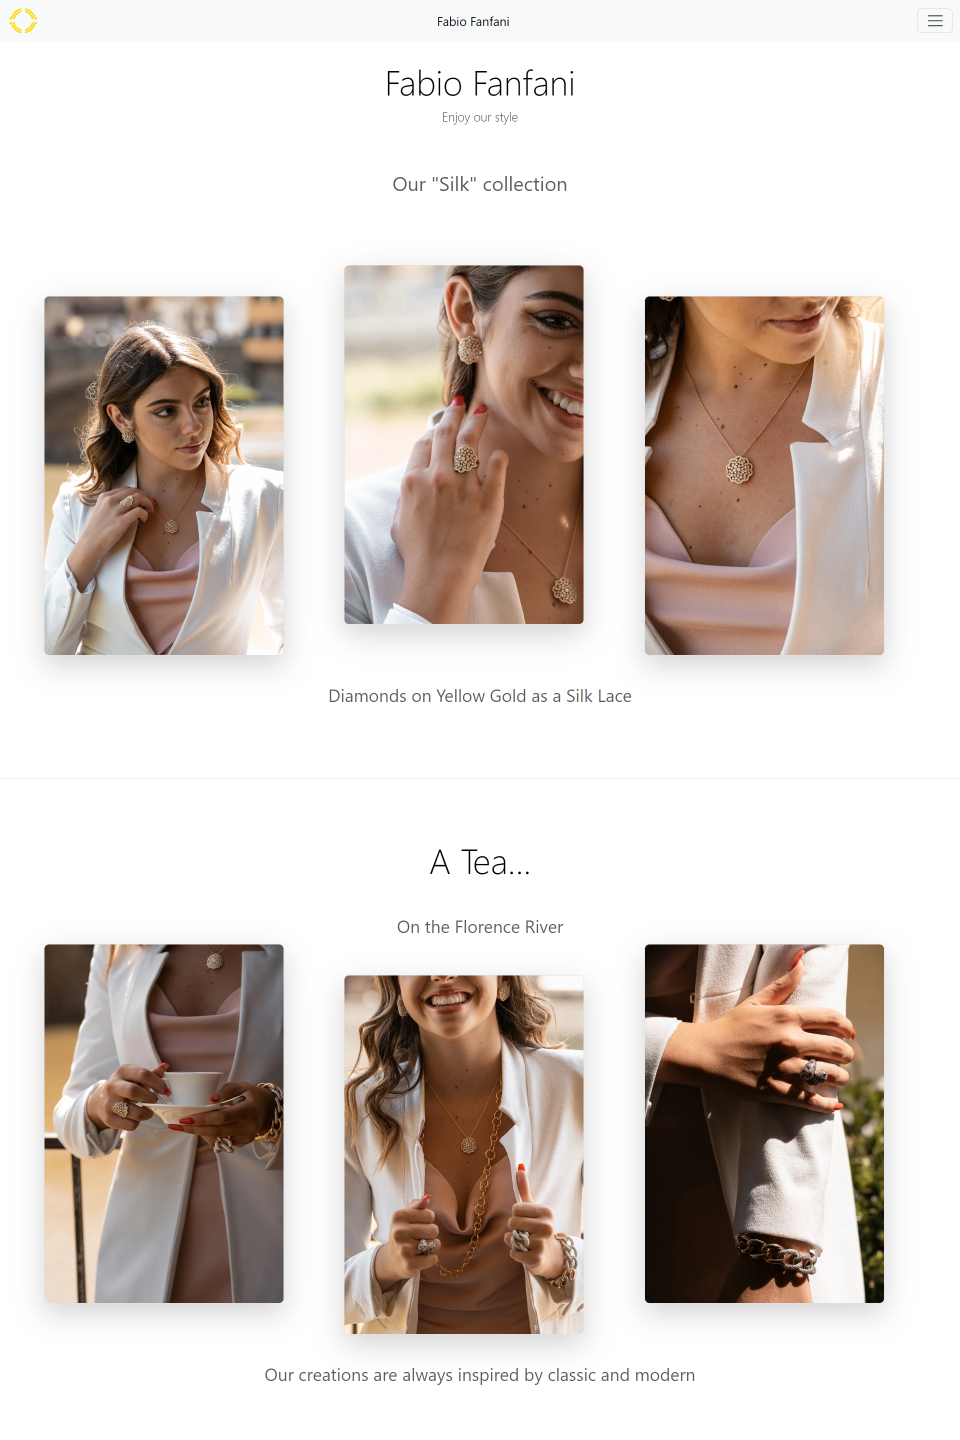 Fabio Fanfani
Fabio Fanfani
Enjoy our style
Our "Silk" collection
Diamonds on Yellow Gold as a Silk Lace
A Tea...
On the Florence River
Our creations are always inspired by classic and modern